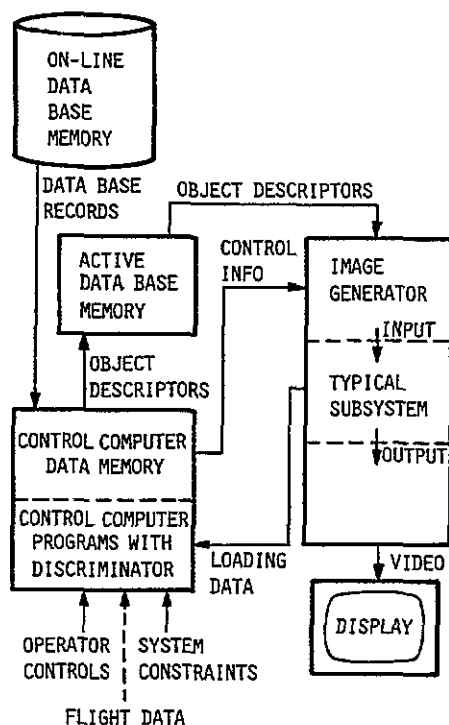 ON-LINE
DATA
BASE
MEMORY
DATA BASE
RECORDS
OBJECT DESCRIPTORS
ACTIVE
DATA BASE
MEMORY
CONTROL
INFO
IMAGE
GENERATOR
INPUT
OBJECT
DESCRIPTORS
TYPICAL
SUBSYSTEM
OUTPUT
CONTROL COMPUTER
DATA MEMORY
CONTROL COMPUTER
PROGRAMS WITH
DISCRIMINATOR
LOADING
DATA
VIDEO
DISPLAY
OPERATOR
CONTROLS
SYSTEM
CONSTRAINTS
FLIGHT DATA